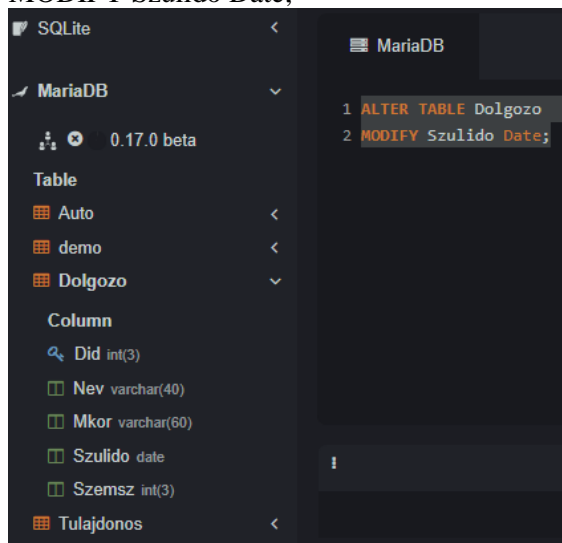 MODIFY Szulido Date;
SQLite
MariaDB
0.17.0 beta
Table
Auto
demo
Dolgozo
Column
Did int(3)
Nev varchar(40)
Mkor varchar(60)
Szulido date
Szemsz int(3)
Tulajdonos
MariaDB
1 ALTER TABLE Dolgozo
2 MODIFY Szulido Date;